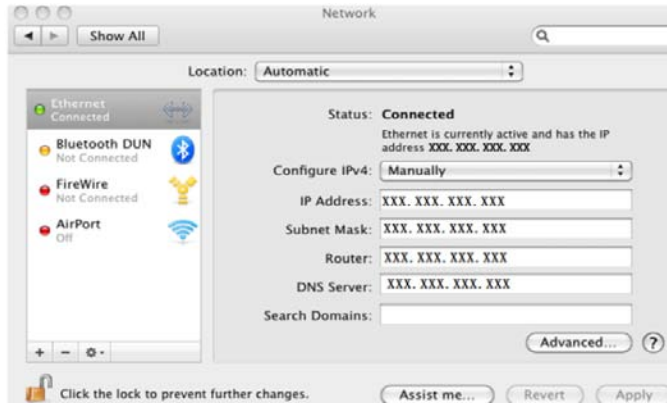 Network
Show All
Location: Automatic
Ethernet
Connected
Bluetooth DUN
Not Connected
FireWire
Not Connected
AirPort
Off
Status: Connected
Ethernet is currently active and has the IP
address XXX. XXX. XXX. XXX
Configure IPv4: Manually
IP Address: XXX. XXX. XXX. XXX
Subnet Mask: XXX. XXX. XXX. XXX
Router: XXX. XXX. XXX. XXX
DNS Server: XXX. XXX. XXX. XXX
Search Domains:
Advanced... ?
Click the lock to prevent further changes.
Assist me... Revert Apply